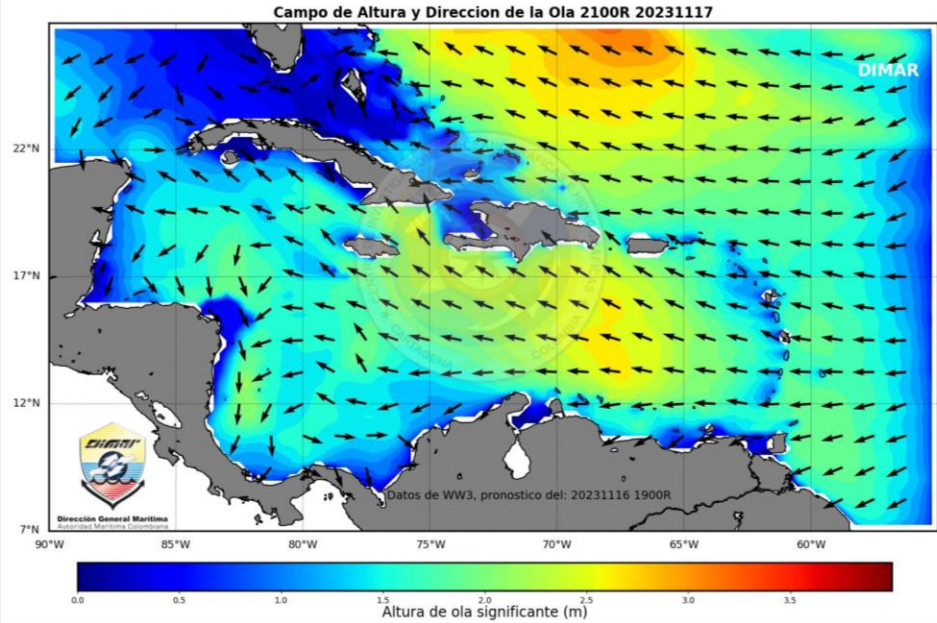 Campo de Altura y Direccion de la Ola 2100R 20231117
DIMAR
22°N
17°N
12°N
7°N
Dimar
Dirección General Marítima
Autoridad Marítima Colombiana
Datos de WW3, pronostico del: 20231116 1900R
90°W 85°W 80°W 75°W 70°W 65°W 60°W
0.0 0.5 1.0 1.5 2.0 2.5 3.0 3.5
Altura de ola significante (m)